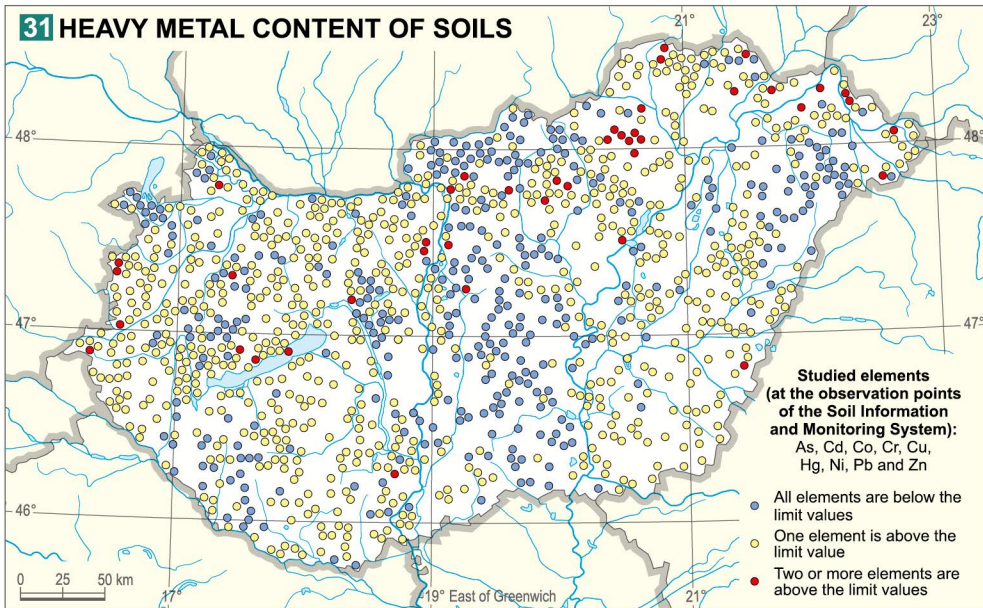 31 HEAVY METAL CONTENT OF SOILS
21°
23°
48°
48°
47°
47°
46°
Studied elements
(at the observation points
of the Soil Information
and Monitoring System):
As, Cd, Co, Cr, Cu,
Hg, Ni, Pb and Zn
All elements are below the
limit values
One element is above the
limit value
Two or more elements are
above the limit values
0 25 50 km
17°
19° East of Greenwich
21°